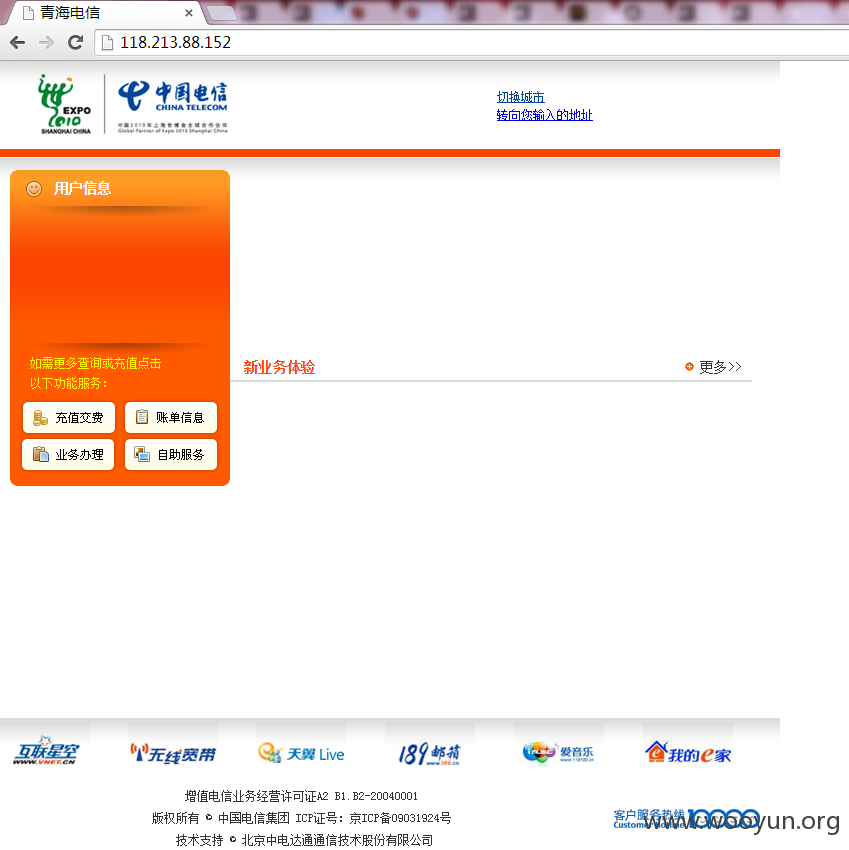 青海电信
118.213.88.152
EXPO
2010
SHANGHAI CHINA
中国电信
CHINA TELECOM
中国2010年上海世博会全球合作伙伴
Global Partner of Expo 2010 Shanghai China
切换城市
转向您输入的地址
用户信息
如需更多查询或充值点击
以下功能服务:
充值交费
账单信息
业务办理
自助服务
新业务体验
更多>>
互联星空
WWW.VNET.CN
无线宽带
天翼 Live
189邮箱
www.189.cn
爱音乐
www.118100.cn
我的e家
增值电信业务经营许可证A2 B1.B2-20040001
版权所有 © 中国电信集团 ICP证号: 京ICP备09031924号
技术支持 © 北京中电达通通信技术股份有限公司
客户服务热线 10000
www.wooyun.org